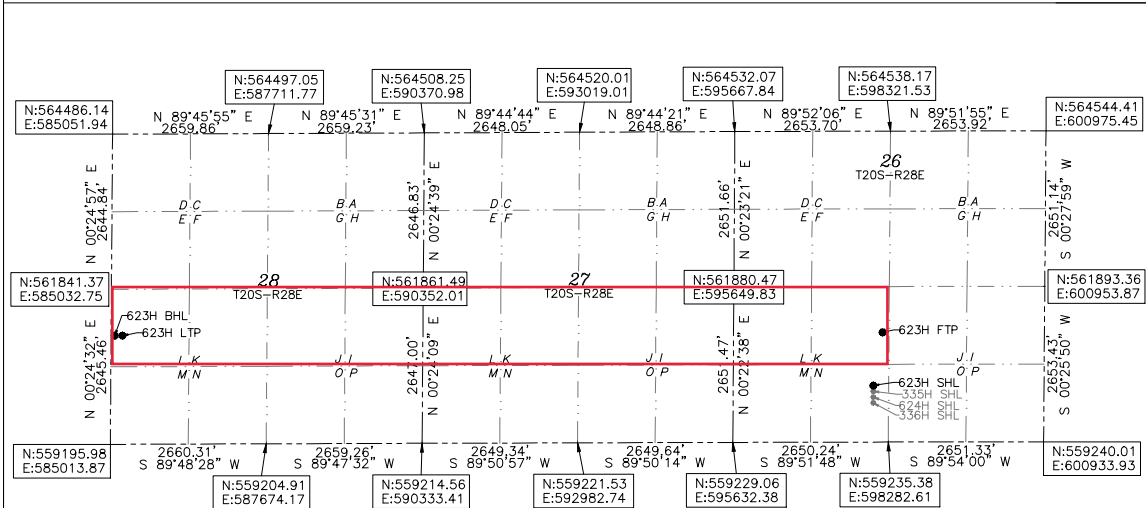 N:564497.05
E:587711.77
N:564508.25
E:590370.98
N:564520.01
E:593019.01
N:564532.07
E:595667.84
N:564538.17
E:598321.53
N:564486.14
E:585051.94
N 89°45'55" E
2659.86'
N 89°45'31" E
2659.23'
N 89°44'44" E
2648.05'
N 89°44'21" E
2648.86'
N 89°52'06" E
2653.70'
N 89°51'55" E
2653.92'
N:564544.41
E:600975.45
26
T20S-R28E
N 00°24'57" E
2644.84'
2646.83'
N 00°24'39" E
2651.66'
N 00°23'21" E
2651.14'
S 00°27'59" W
D C
E F
B A
G H
D C
E F
B A
G H
D C
E F
B A
G H
N:561841.37
E:585032.75
28
T20S-R28E
N:561861.49
E:590352.01
27
T20S-R28E
N:561880.47
E:595649.83
N:561893.36
E:600953.87
623H BHL
623H LTP
623H FTP
N 00°24'32" E
2645.46'
2647.00'
N 00°24'09" E
2651.47'
N 00°22'38" E
2653.43'
S 00°25'50" W
L K
M N
J I
O P
L K
M N
J I
O P
L K
M N
J I
O P
623H SHL
335H SHL
624H SHL
336H SHL
N:559195.98
E:585013.87
2660.31'
S 89°48'28" W
2659.26'
S 89°47'32" W
2649.34'
S 89°50'57" W
2649.64'
S 89°50'14" W
2650.24'
S 89°51'48" W
2651.33'
S 89°54'00" W
N:559240.01
E:600933.93
N:559204.91
E:587674.17
N:559214.56
E:590333.41
N:559221.53
E:592982.74
N:559229.06
E:595632.38
N:559235.38
E:598282.61